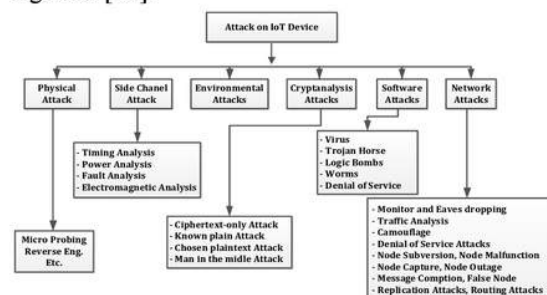 Attack on IoT Device
Physical
Attack
Side Chanel
Attack
Environmental
Attacks
Cryptanalysis
Attacks
Software
Attacks
Network
Attacks
- Timing Analysis
- Power Analysis
- Fault Analysis
- Electromagnetic Analysis
- Virus
- Trojan Horse
- Logic Bombs
- Worms
- Denial of Service
Micro Probing
Reverse Eng.
Etc.
- Ciphertext-only Attack
- Known plain Attack
- Chosen plaintext Attack
- Man in the midle Attack
- Monitor and Eaves dropping
- Traffic Analysis
- Camouflage
- Denial of Service Attacks
- Node Subversion, Node Malfunction
- Node Capture, Node Outage
- Message Comption, False Node
- Replication Attacks, Routing Attacks